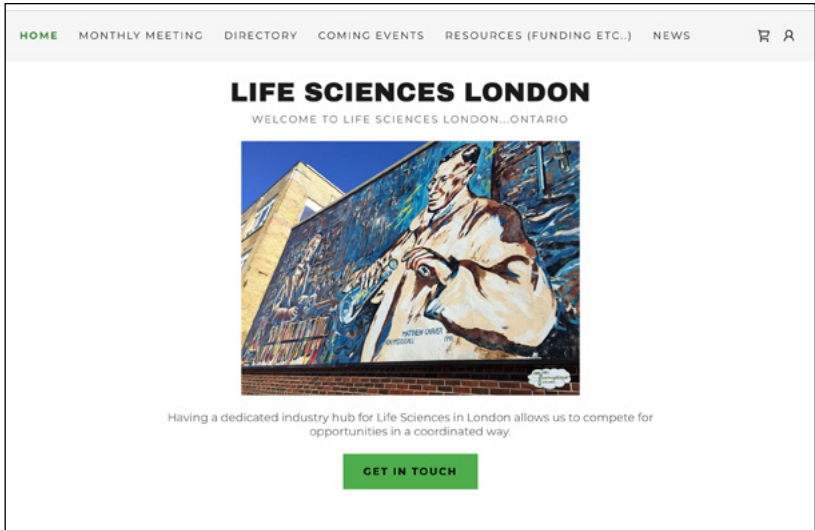 HOME MONTHLY MEETING DIRECTORY COMING EVENTS RESOURCES (FUNDING ETC..) NEWS
LIFE SCIENCES LONDON
WELCOME TO LIFE SCIENCES LONDON...ONTARIO
MATTHEW CARVER
Having a dedicated industry hub for Life Sciences in London allows us to compete for
opportunities in a coordinated way.
GET IN TOUCH